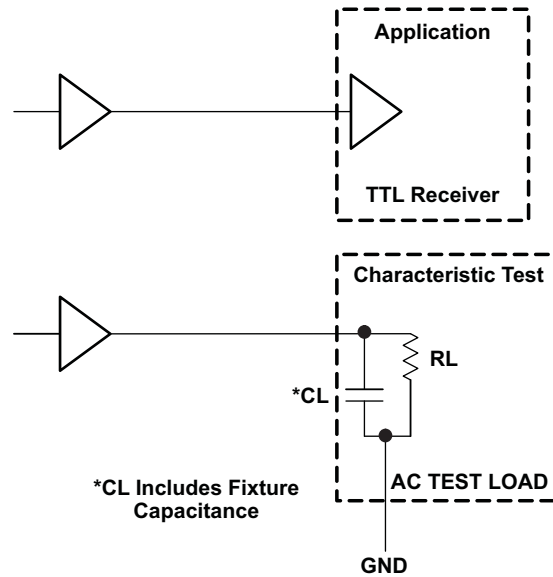 Application
TTL Receiver
Characteristic Test
RL
*CL
AC TEST LOAD
*CL Includes Fixture
Capacitance
GND